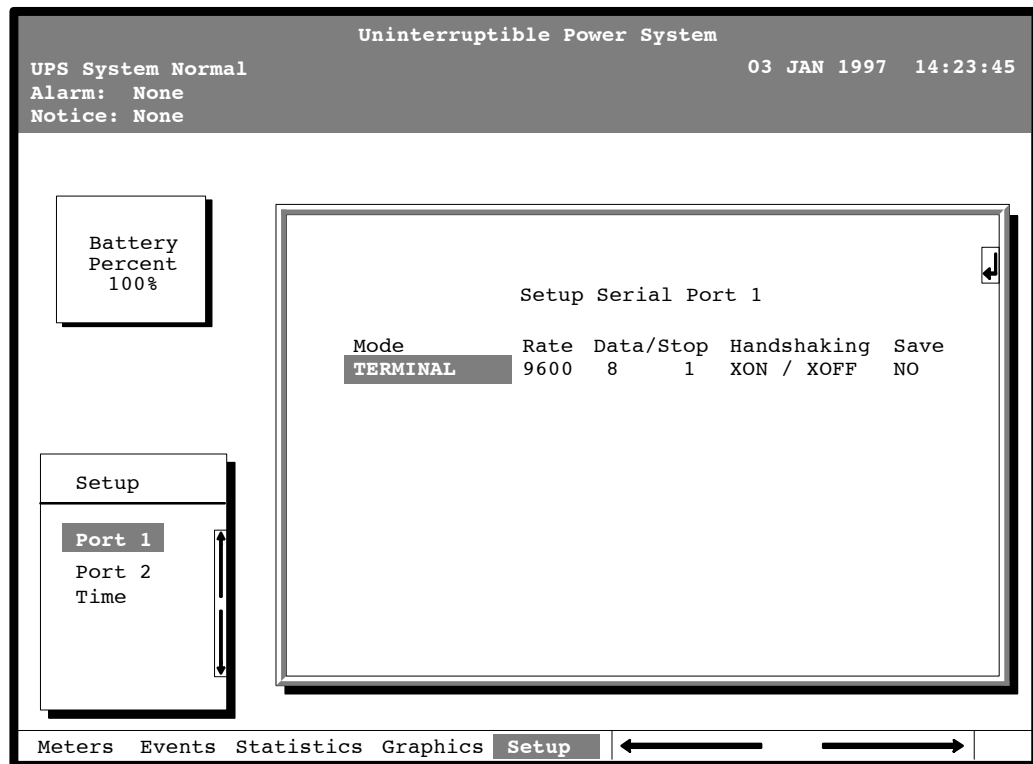 Uninterruptible Power System
UPS System Normal
03 JAN 1997 14:23:45
Alarm: None
Notice: None
Battery
Percent
100%
Setup Serial Port 1
Mode Rate Data/Stop Handshaking Save
TERMINAL 9600 8 1 XON / XOFF NO
Setup
Port 1
Port 2
Time
Meters Events Statistics Graphics Setup